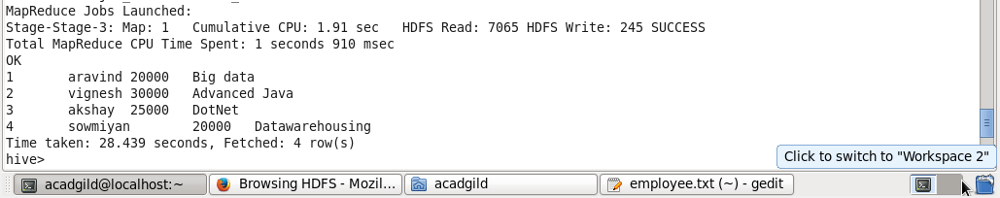 MapReduce Jobs Launched:
Stage-Stage-3: Map: 1   Cumulative CPU: 1.91 sec   HDFS Read: 7065 HDFS Write: 245 SUCCESS
Total MapReduce CPU Time Spent: 1 seconds 910 msec
OK
1       aravind 20000   Big data
2       vignesh 30000   Advanced Java
3       akshay  25000   DotNet
4       sowmiyan        20000   Datawarehousing
Time taken: 28.439 seconds, Fetched: 4 row(s)
hive>
Click to switch to "Workspace 2"
acadgild@localhost:~
Browsing HDFS - Mozil...
acadgild
employee.txt (~) - gedit